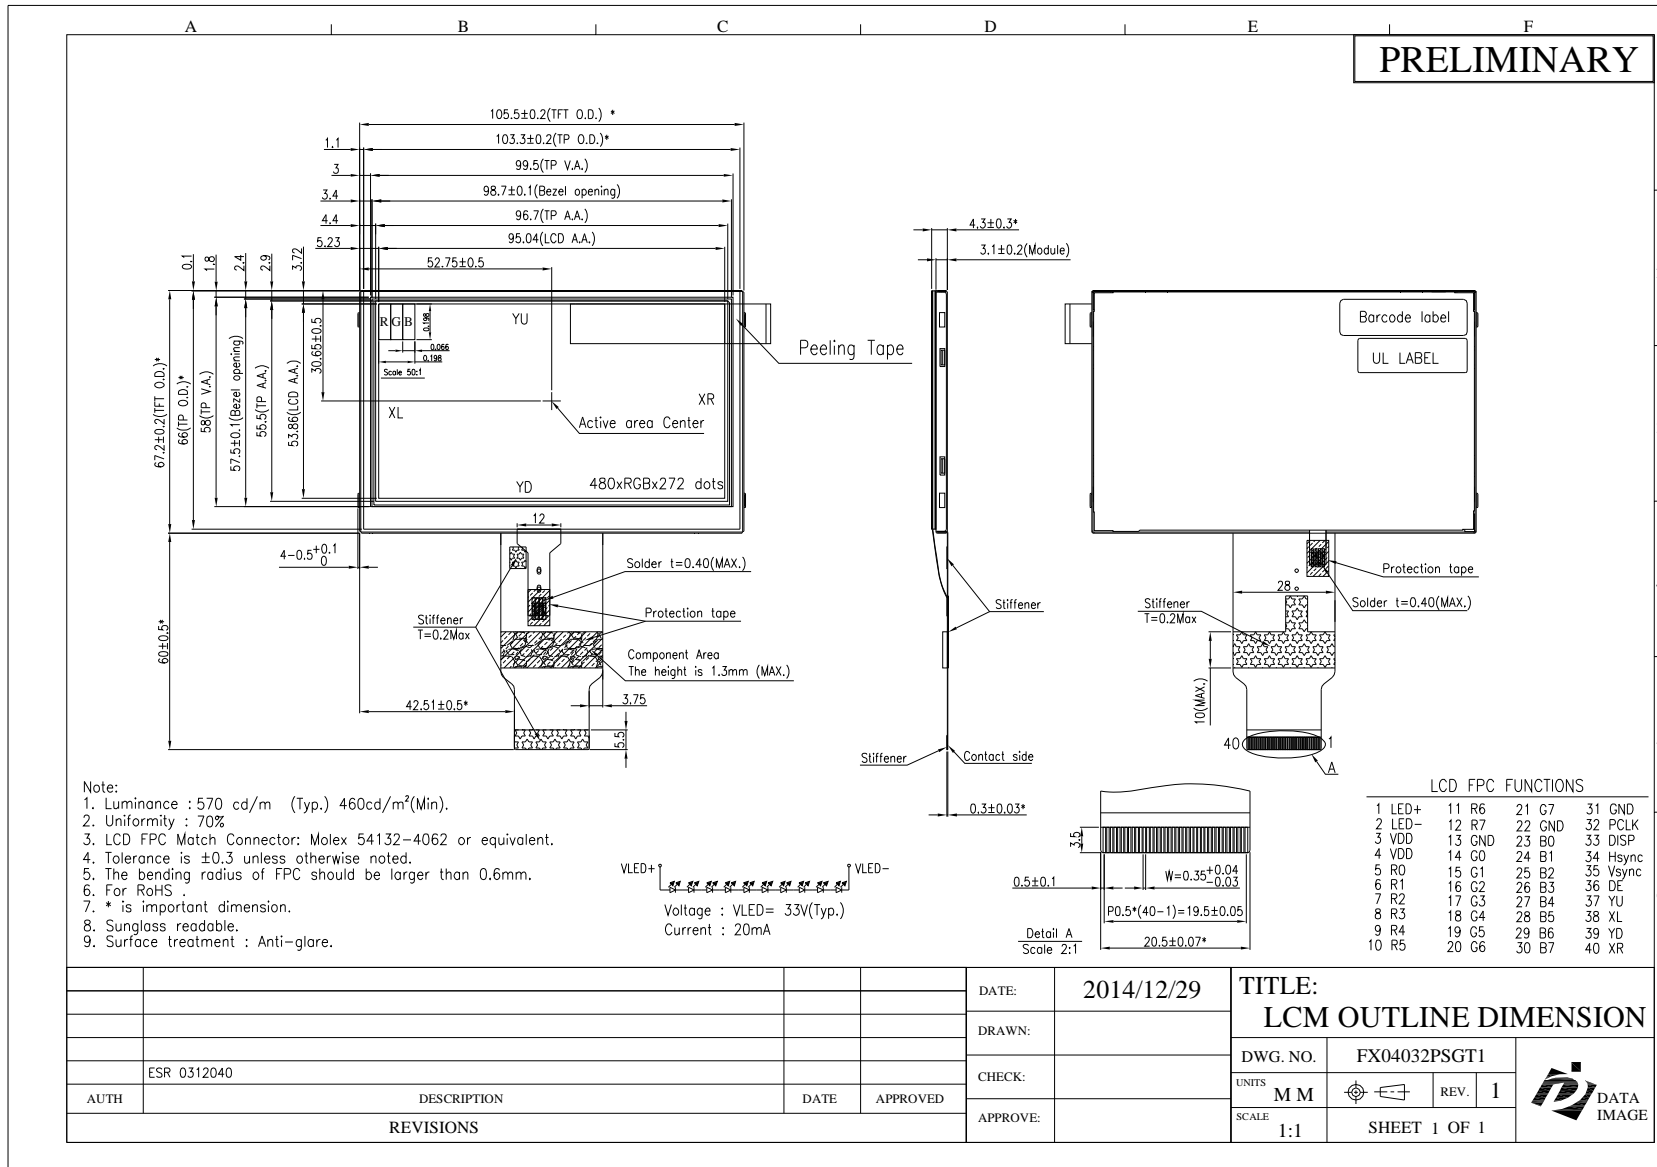 A B C D E F
PRELIMINARY
105.5±0.2(TFT O.D.) *
1.1 103.3±0.2(TP O.D.)*
3 99.5(TP V.A.)
3.4 98.7±0.1(Bezel opening)
4.4 96.7(TP A.A.)
5.23 95.04(LCD A.A.)
52.75±0.5
0.1 1.8 2.4 2.9 3.72
67.2±0.2(TFT O.D.)*
66(TP O.D.)*
58(TP V.A.)
57.5±0.1(Bezel opening)
55.5(TP A.A.)
53.86(LCD A.A.)
30.65±0.5
R G B
0.198
0.066
0.198
Scale 50:1
YU
XL
XR
YD
Peeling Tape
Active area Center
480xRGBx272 dots
12
4-0.5+0.1
0
60±0.5*
Solder t=0.40(MAX.)
Protection tape
Stiffener
T=0.2Max
Component Area
The height is 1.3mm (MAX.)
42.51±0.5*
3.75
5.5
4.3±0.3*
3.1±0.2(Module)
Stiffener
Stiffener
Contact side
0.3±0.03*
Barcode label
UL LABEL
Protection tape
28
Solder t=0.40(MAX.)
Stiffener
T=0.2Max
10(MAX.)
40 1
A
Note:
1. Luminance : 570 cd/m (Typ.) 460cd/m²(Min).
2. Uniformity : 70%
3. LCD FPC Match Connector: Molex 54132-4062 or equivalent.
4. Tolerance is ±0.3 unless otherwise noted.
5. The bending radius of FPC should be larger than 0.6mm.
6. For RoHS .
7. * is important dimension.
8. Sunglass readable.
9. Surface treatment : Anti-glare.
VLED+ VLED-
Voltage : VLED= 33V(Typ.)
Current : 20mA
3.5
0.5±0.1
W=0.35+0.04
-0.03
P0.5*(40-1)=19.5±0.05
20.5±0.07*
Detail A
Scale 2:1
LCD FPC FUNCTIONS
1 LED+ 11 R6 21 G7 31 GND
2 LED- 12 R7 22 GND 32 PCLK
3 VDD 13 GND 23 B0 33 DISP
4 VDD 14 G0 24 B1 34 Hsync
5 R0 15 G1 25 B2 35 Vsync
6 R1 16 G2 26 B3 36 DE
7 R2 17 G3 27 B4 37 YU
8 R3 18 G4 28 B5 38 XL
9 R4 19 G5 29 B6 39 YD
10 R5 20 G6 30 B7 40 XR
ESR 0312040
AUTH DESCRIPTION DATE APPROVED
REVISIONS
DATE: 2014/12/29
DRAWN:
CHECK:
APPROVE:
TITLE:
LCM OUTLINE DIMENSION
DWG. NO. FX04032PSGT1
UNITS M M
REV. 1
SCALE 1:1
SHEET 1 OF 1
DATA
IMAGE